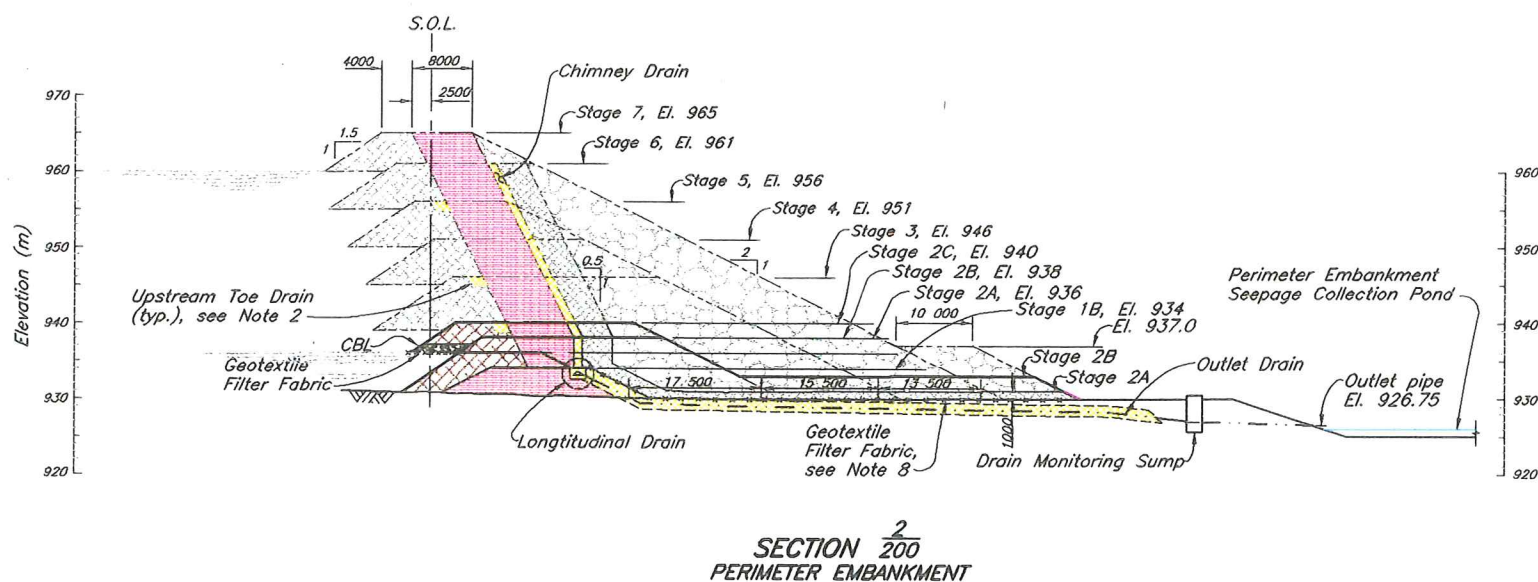 S.O.L.
4000
8000
2500
Chimney Drain
970
960
950
940
930
920
Elevation (m)
1.5
1
Stage 7, El. 965
Stage 6, El. 961
Stage 5, El. 956
Stage 4, El. 951
Stage 3, El. 946
Stage 2C, El. 940
Stage 2B, El. 938
Stage 2A, El. 936
Stage 1B, El. 934
10 000
El. 937.0
2
1
0.5
1
Upstream Toe Drain
(typ.), see Note 2
CBL
Geotextile
Filter Fabric
Longtitudinal Drain
17 500
15 500
13 500
1000
Stage 2B
Stage 2A
Outlet Drain
Geotextile
Filter Fabric,
see Note 8
Drain Monitoring Sump
Outlet pipe
El. 926.75
Perimeter Embankment
Seepage Collection Pond
960
950
940
930
920
SECTION 2
200
PERIMETER EMBANKMENT